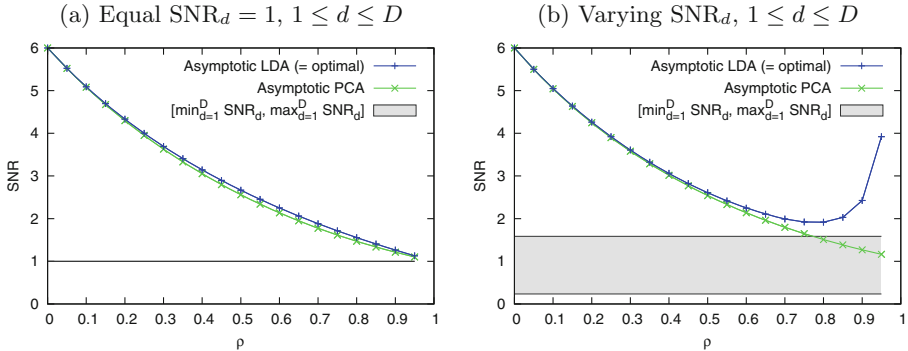 (a) Equal SNR_d = 1, 1 ≤ d ≤ D
6
5
4
3
2
1
0
SNR
Asymptotic LDA (= optimal)
Asymptotic PCA
[min_{d=1}^D SNR_d, max_{d=1}^D SNR_d]
0 0.1 0.2 0.3 0.4 0.5 0.6 0.7 0.8 0.9 1
ρ
(b) Varying SNR_d, 1 ≤ d ≤ D
6
5
4
3
2
1
0
SNR
Asymptotic LDA (= optimal)
Asymptotic PCA
[min_{d=1}^D SNR_d, max_{d=1}^D SNR_d]
0 0.1 0.2 0.3 0.4 0.5 0.6 0.7 0.8 0.9 1
ρ